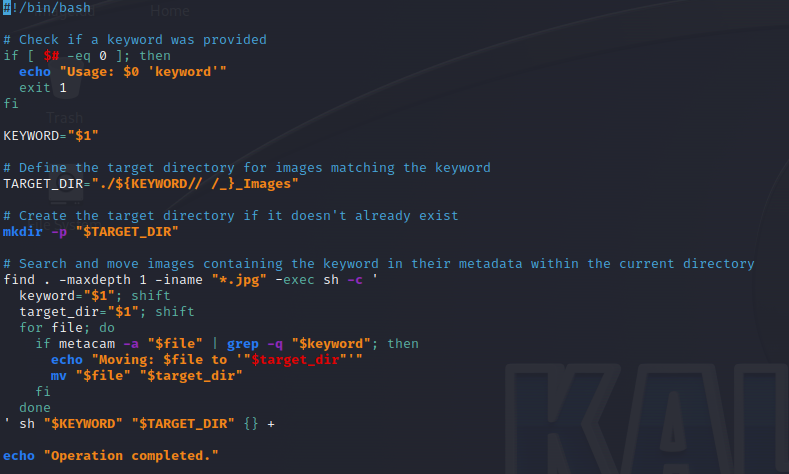 Home
#!/bin/bash
# Check if a keyword was provided
if [ $# -eq 0 ]; then
  echo "Usage: $0 'keyword'"
  exit 1
fi
Trash
KEYWORD="$1"
# Define the target directory for images matching the keyword
TARGET_DIR="./${KEYWORD// /_}_Images"
# Create the target directory if it doesn't already exist
mkdir -p "$TARGET_DIR"
# Search and move images containing the keyword in their metadata within the current directory
find . -maxdepth 1 -iname "*.jpg" -exec sh -c '
  keyword="$1"; shift
  target_dir="$1"; shift
  for file; do
    if metacam -a "$file" | grep -q "$keyword"; then
      echo "Moving: $file to '"$target_dir"'"
      mv "$file" "$target_dir"
    fi
  done
' sh "$KEYWORD" "$TARGET_DIR" {} +
KAL
echo "Operation completed."